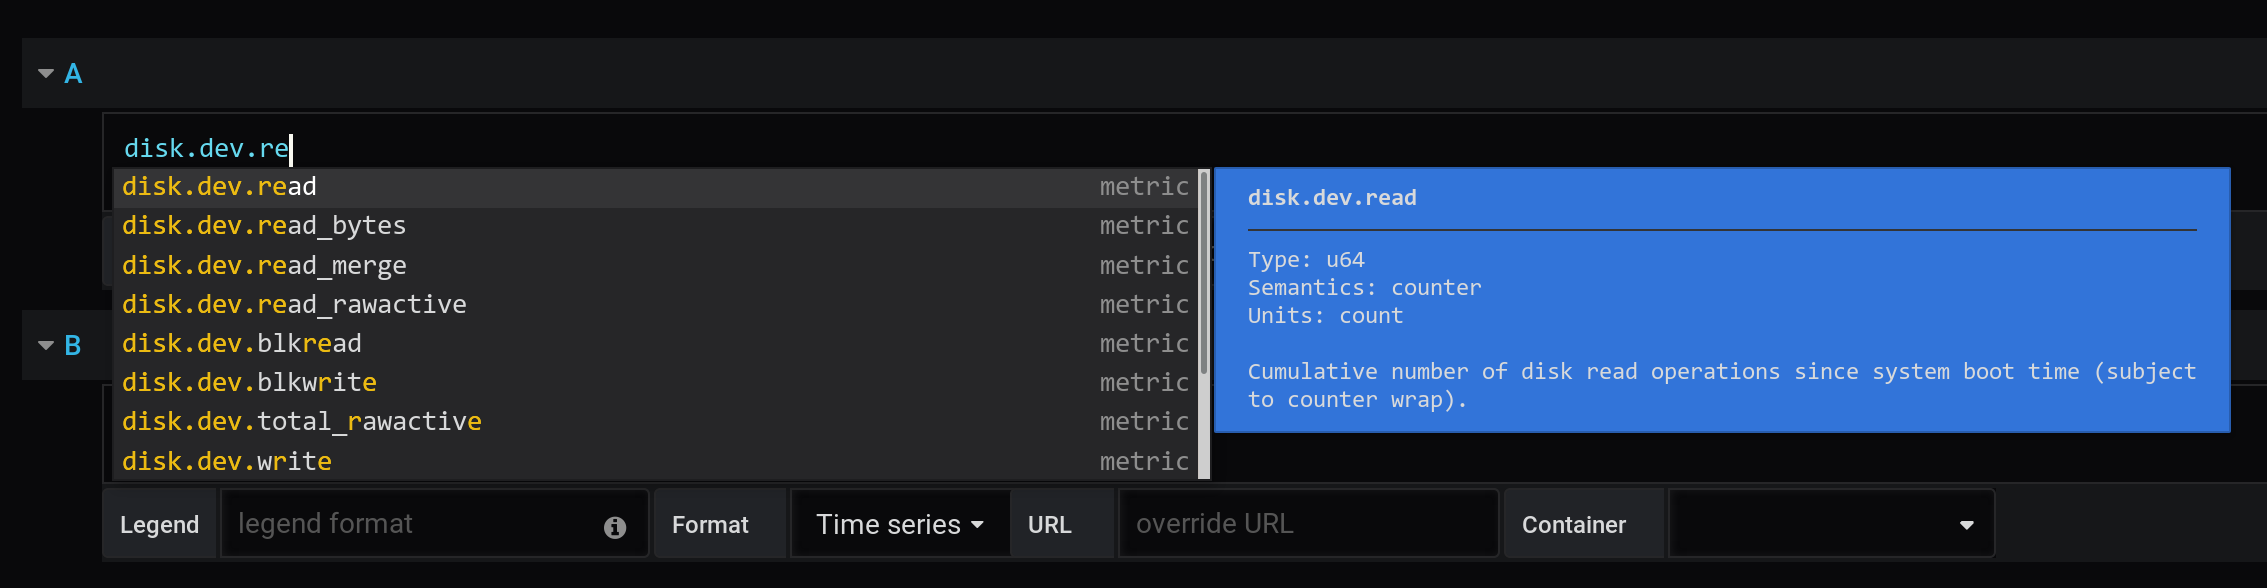 A
disk.dev.re
disk.dev.read metric
disk.dev.read_bytes metric
disk.dev.read_merge metric
disk.dev.read_rawactive metric
disk.dev.blkread metric
disk.dev.blkwrite metric
disk.dev.total_rawactive metric
disk.dev.write metric
disk.dev.read
Type: u64
Semantics: counter
Units: count
Cumulative number of disk read operations since system boot time (subject
to counter wrap).
B
Legend legend format Format Time series URL override URL Container